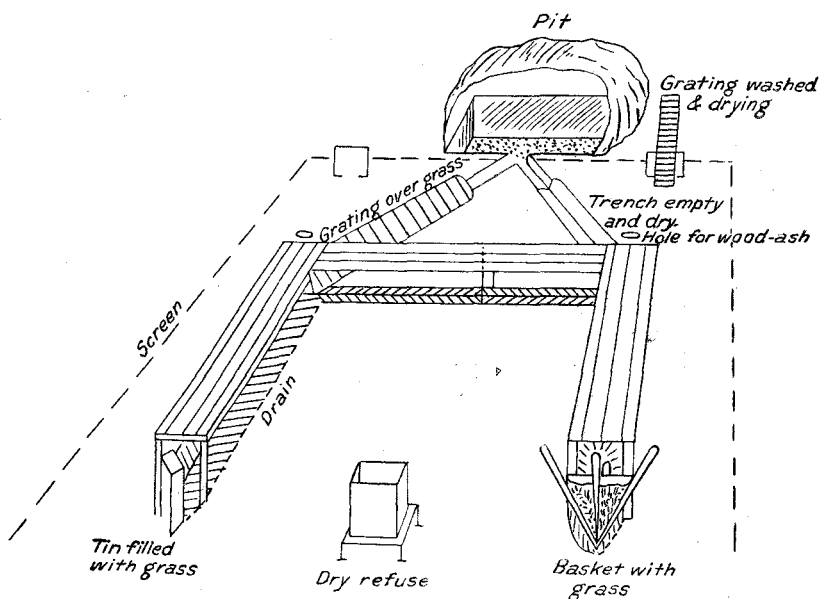 Pit
Grating washed
& drying
Grating over grass
Trench empty
and dry.
Hole for wood-ash
Screen
Drain
Tin filled
with grass
Dry refuse
Basket with
grass